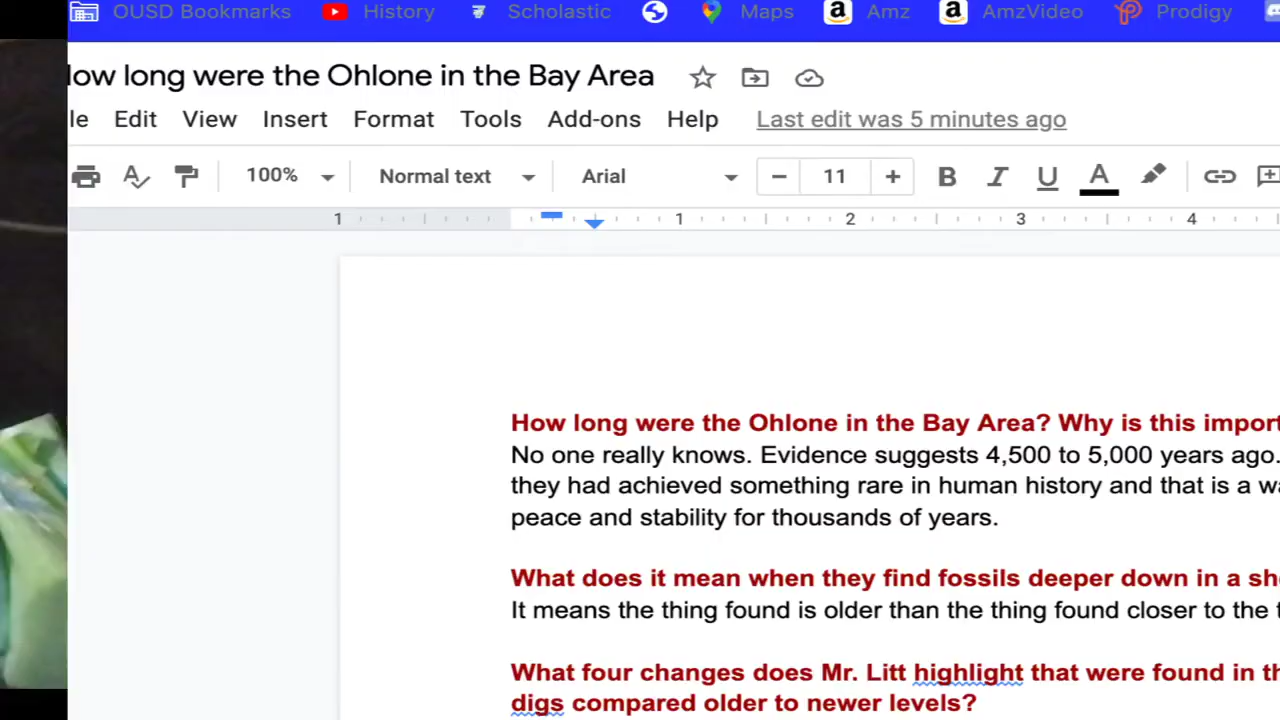 OUSD Bookmarks History Scholastic Maps Amz AmzVideo Prodigy
How long were the Ohlone in the Bay Area
le Edit View Insert Format Tools Add-ons Help Last edit was 5 minutes ago
100% Normal text Arial 11 B I U A
1 1 2 3 4
How long were the Ohlone in the Bay Area? Why is this import
No one really knows. Evidence suggests 4,500 to 5,000 years ago.
they had achieved something rare in human history and that is a wa
peace and stability for thousands of years.
What does it mean when they find fossils deeper down in a she
It means the thing found is older than the thing found closer to the t
What four changes does Mr. Litt highlight that were found in th
digs compared older to newer levels?